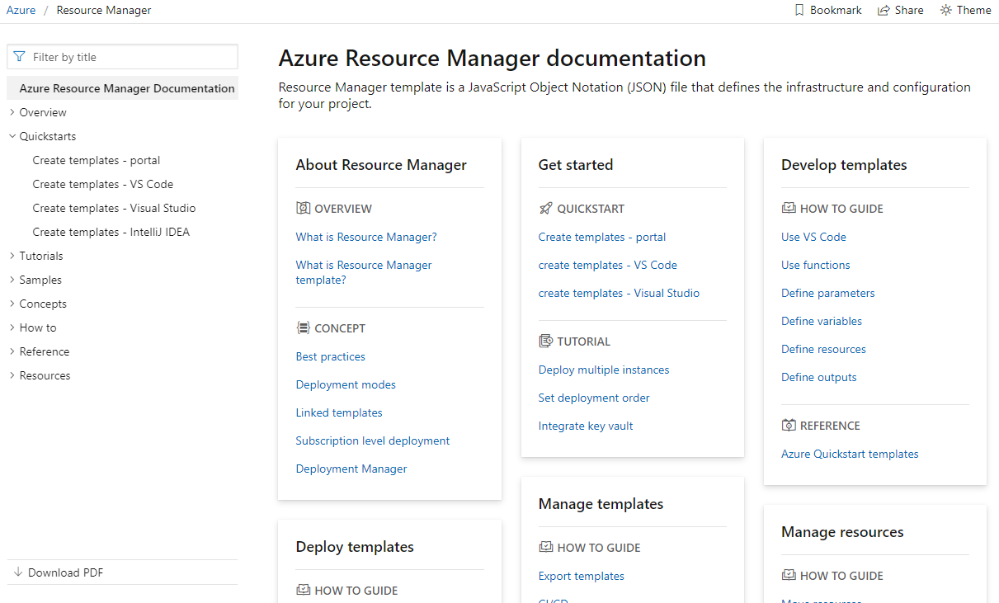 Azure / Resource Manager
Bookmark Share Theme
Filter by title
Azure Resource Manager Documentation
Overview
Quickstarts
Create templates - portal
Create templates - VS Code
Create templates - Visual Studio
Create templates - IntelliJ IDEA
Tutorials
Samples
Concepts
How to
Reference
Resources
Download PDF
Azure Resource Manager documentation
Resource Manager template is a JavaScript Object Notation (JSON) file that defines the infrastructure and configuration
for your project.
About Resource Manager
OVERVIEW
What is Resource Manager?
What is Resource Manager
template?
CONCEPT
Best practices
Deployment modes
Linked templates
Subscription level deployment
Deployment Manager
Deploy templates
HOW TO GUIDE
Get started
QUICKSTART
Create templates - portal
create templates - VS Code
create templates - Visual Studio
TUTORIAL
Deploy multiple instances
Set deployment order
Integrate key vault
Manage templates
HOW TO GUIDE
Export templates
CI/CD
Develop templates
HOW TO GUIDE
Use VS Code
Use functions
Define parameters
Define variables
Define resources
Define outputs
REFERENCE
Azure Quickstart templates
Manage resources
HOW TO GUIDE
Move resources